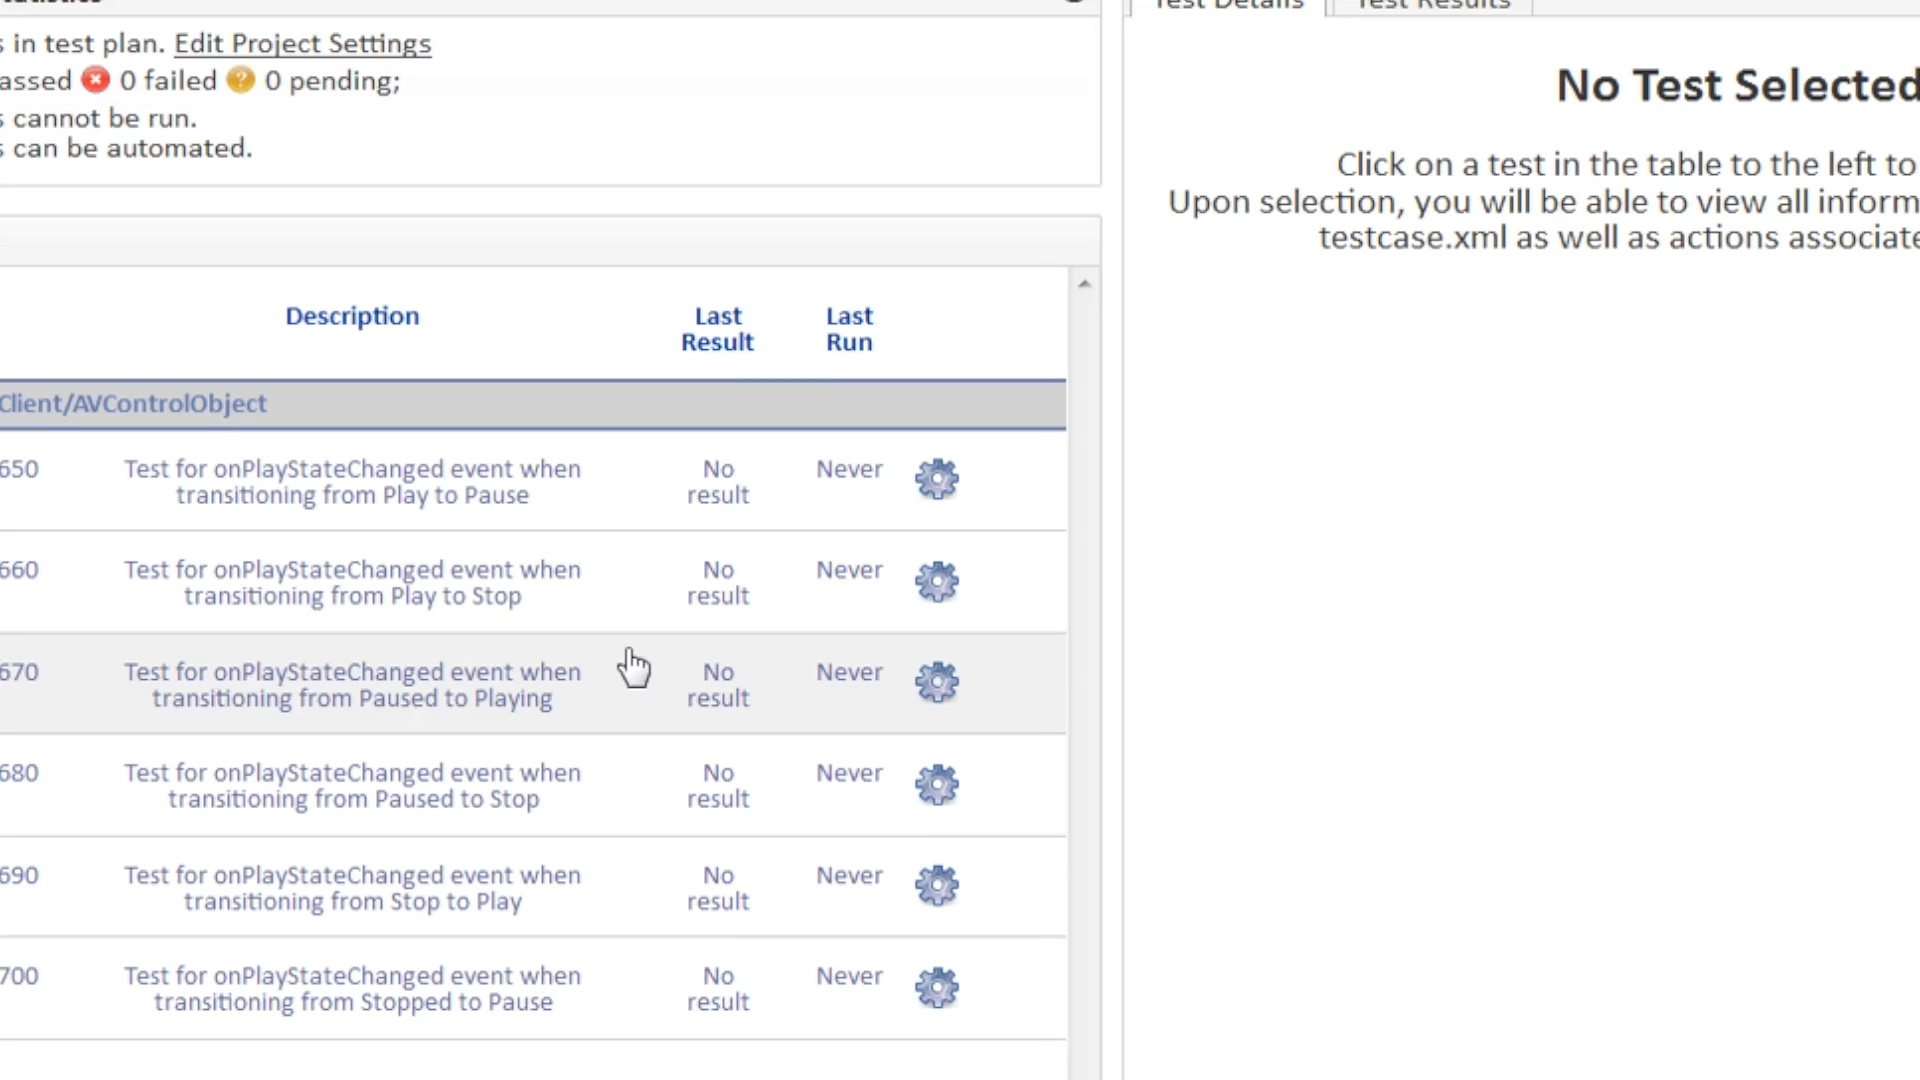 s in test plan. Edit Project Settings
assed 0 failed 0 pending;
s cannot be run.
s can be automated.
Test Details Test Results
No Test Selected
Click on a test in the table to the left to
Upon selection, you will be able to view all inform
testcase.xml as well as actions associate
Description Last Result Last Run
Client/AVControlObject
650 Test for onPlayStateChanged event when No Never
transitioning from Play to Pause result
660 Test for onPlayStateChanged event when No Never
transitioning from Play to Stop result
670 Test for onPlayStateChanged event when No Never
transitioning from Paused to Playing result
680 Test for onPlayStateChanged event when No Never
transitioning from Paused to Stop result
690 Test for onPlayStateChanged event when No Never
transitioning from Stop to Play result
700 Test for onPlayStateChanged event when No Never
transitioning from Stopped to Pause result